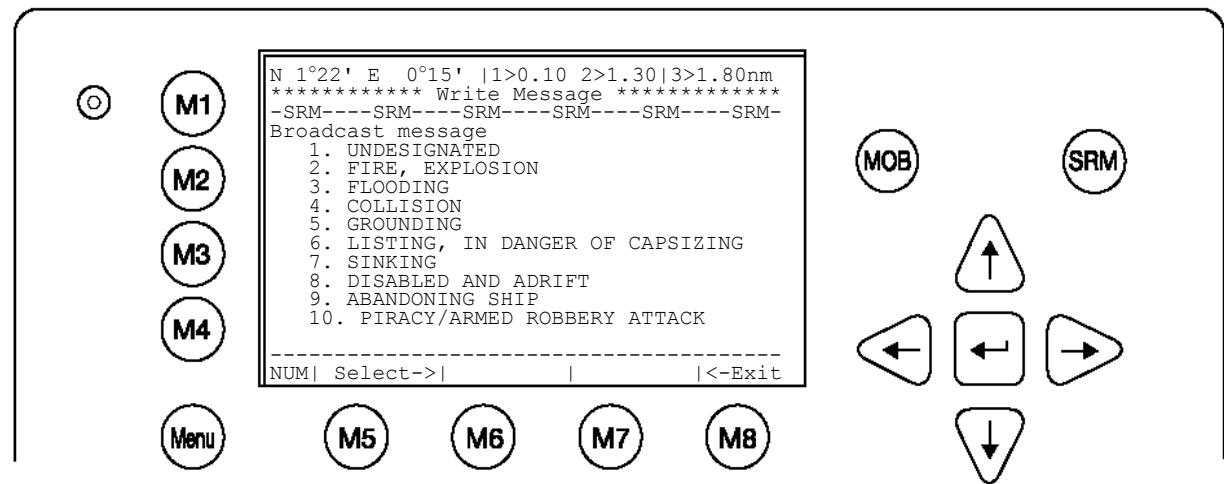 N 1°22' E  0°15' |1>0.10 2>1.30|3>1.80nm
************ Write Message *************
-SRM----SRM----SRM----SRM----SRM----SRM-
Broadcast message
1. UNDESIGNATED
2. FIRE, EXPLOSION
3. FLOODING
4. COLLISION
5. GROUNDING
6. LISTING, IN DANGER OF CAPSIZING
7. SINKING
8. DISABLED AND ADRIFT
9. ABANDONING SHIP
10. PIRACY/ARMED ROBBERY ATTACK
----------------------------------------
NUM| Select->|         |         |<-Exit
M1
M2
M3
M4
Menu
M5
M6
M7
M8
MOB
SRM